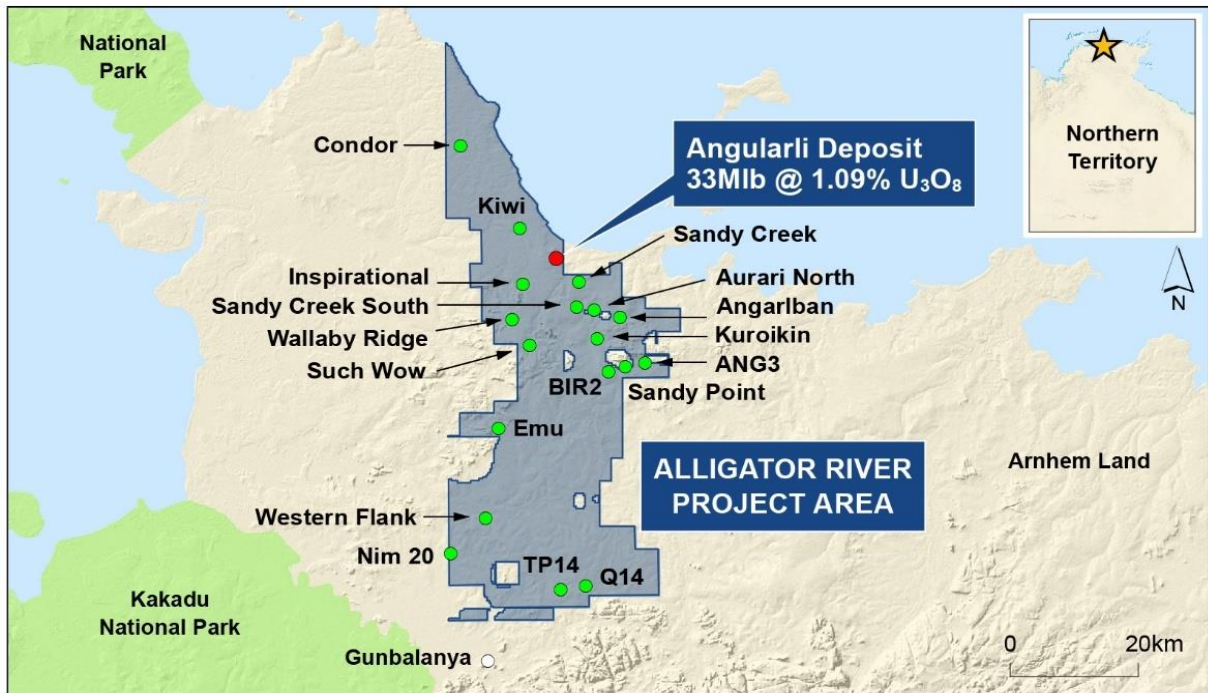 National
Park
Condor
Kiwi
Angularli Deposit
33Mlb @ 1.09% U₃O₈
Northern
Territory
N
Sandy Creek
Inspirational
Aurari North
Sandy Creek South
Angarlban
Wallaby Ridge
Kuroikin
Such Wow
ANG3
BIR2
Sandy Point
Emu
ALLIGATOR RIVER
PROJECT AREA
Arnhem Land
Western Flank
Nim 20
TP14
Q14
Kakadu
National Park
Gunbalanya
0 20km